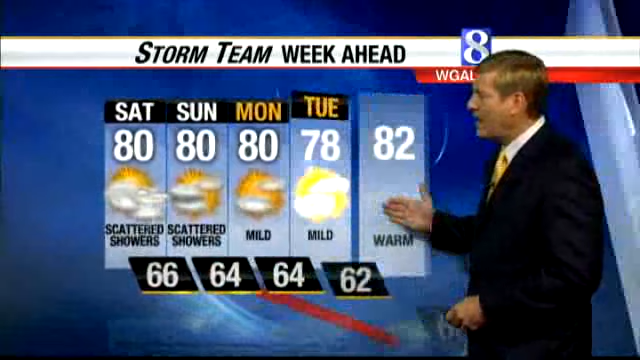 STORM TEAM WEEK AHEAD
8
WGAL
SAT SUN MON TUE
80 80 80 78 82
SCATTERED SHOWERS SCATTERED SHOWERS MILD MILD WARM
66 64 64 62